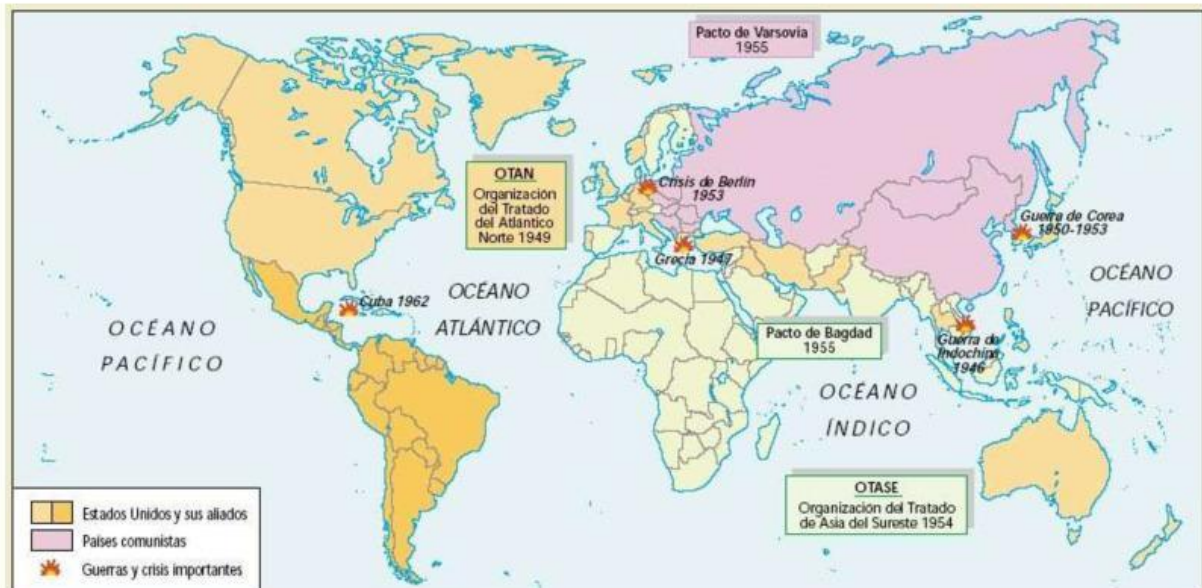 Pacto de Varsovia
1955
OTAN
Organización
del Tratado
del Atlántico
Norte 1949
Crisis de Berlín
1953
Guerra de Corea
1950-1953
Grecia 1947
Cuba 1962
OCÉANO
ATLÁNTICO
OCÉANO
PACÍFICO
OCÉANO
PACÍFICO
Pacto de Bagdad
1955
Guerra de
Indochina
1946
OCÉANO
ÍNDICO
OTASE
Organización del Tratado
de Asia del Sureste 1954
Estados Unidos y sus aliados
Países comunistas
Guerras y crisis importantes